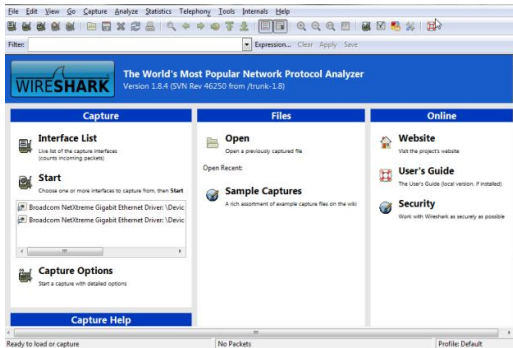 File Edit View Go Capture Analyze Statistics Telephony Tools Internals Help
Filter: Expression... Clear Apply Save
WIRESHARK
The World's Most Popular Network Protocol Analyzer
Version 1.8.4 (SVN Rev 46250 from /trunk-1.8)
Capture
Interface List
Live list of the capture interfaces
(counts incoming packets)
Start
Choose one or more interfaces to capture from, then Start
Broadcom NetXtreme Gigabit Ethernet Driver: \Devic
Broadcom NetXtreme Gigabit Ethernet Driver: \Devic
Capture Options
Start a capture with detailed options
Capture Help
Files
Open
Open a previously captured file
Open Recent:
Sample Captures
A rich assortment of example capture files on the wiki
Online
Website
Visit the project's website
User's Guide
The User's Guide (local version, if installed)
Security
Work with Wireshark as securely as possible
Ready to load or capture
No Packets
Profile: Default